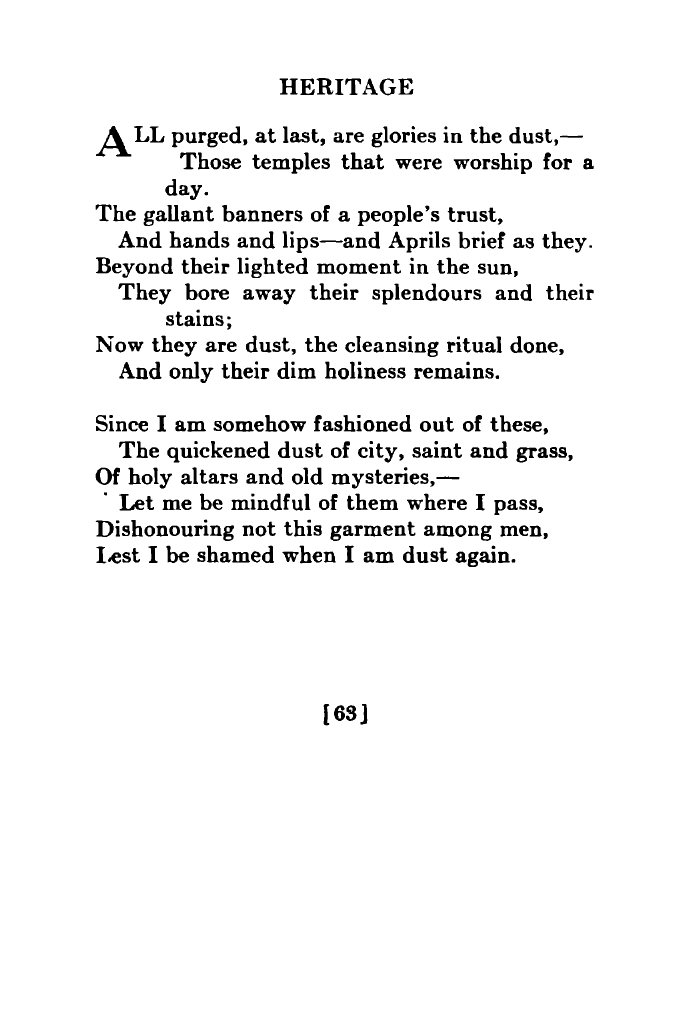 HERITAGE
ALL purged, at last, are glories in the dust,—
Those temples that were worship for a
day.
The gallant banners of a people's trust,
And hands and lips—and Aprils brief as they.
Beyond their lighted moment in the sun,
They bore away their splendours and their
stains;
Now they are dust, the cleansing ritual done,
And only their dim holiness remains.
Since I am somehow fashioned out of these,
The quickened dust of city, saint and grass,
Of holy altars and old mysteries,—
Let me be mindful of them where I pass,
Dishonouring not this garment among men,
Lest I be shamed when I am dust again.
[63]